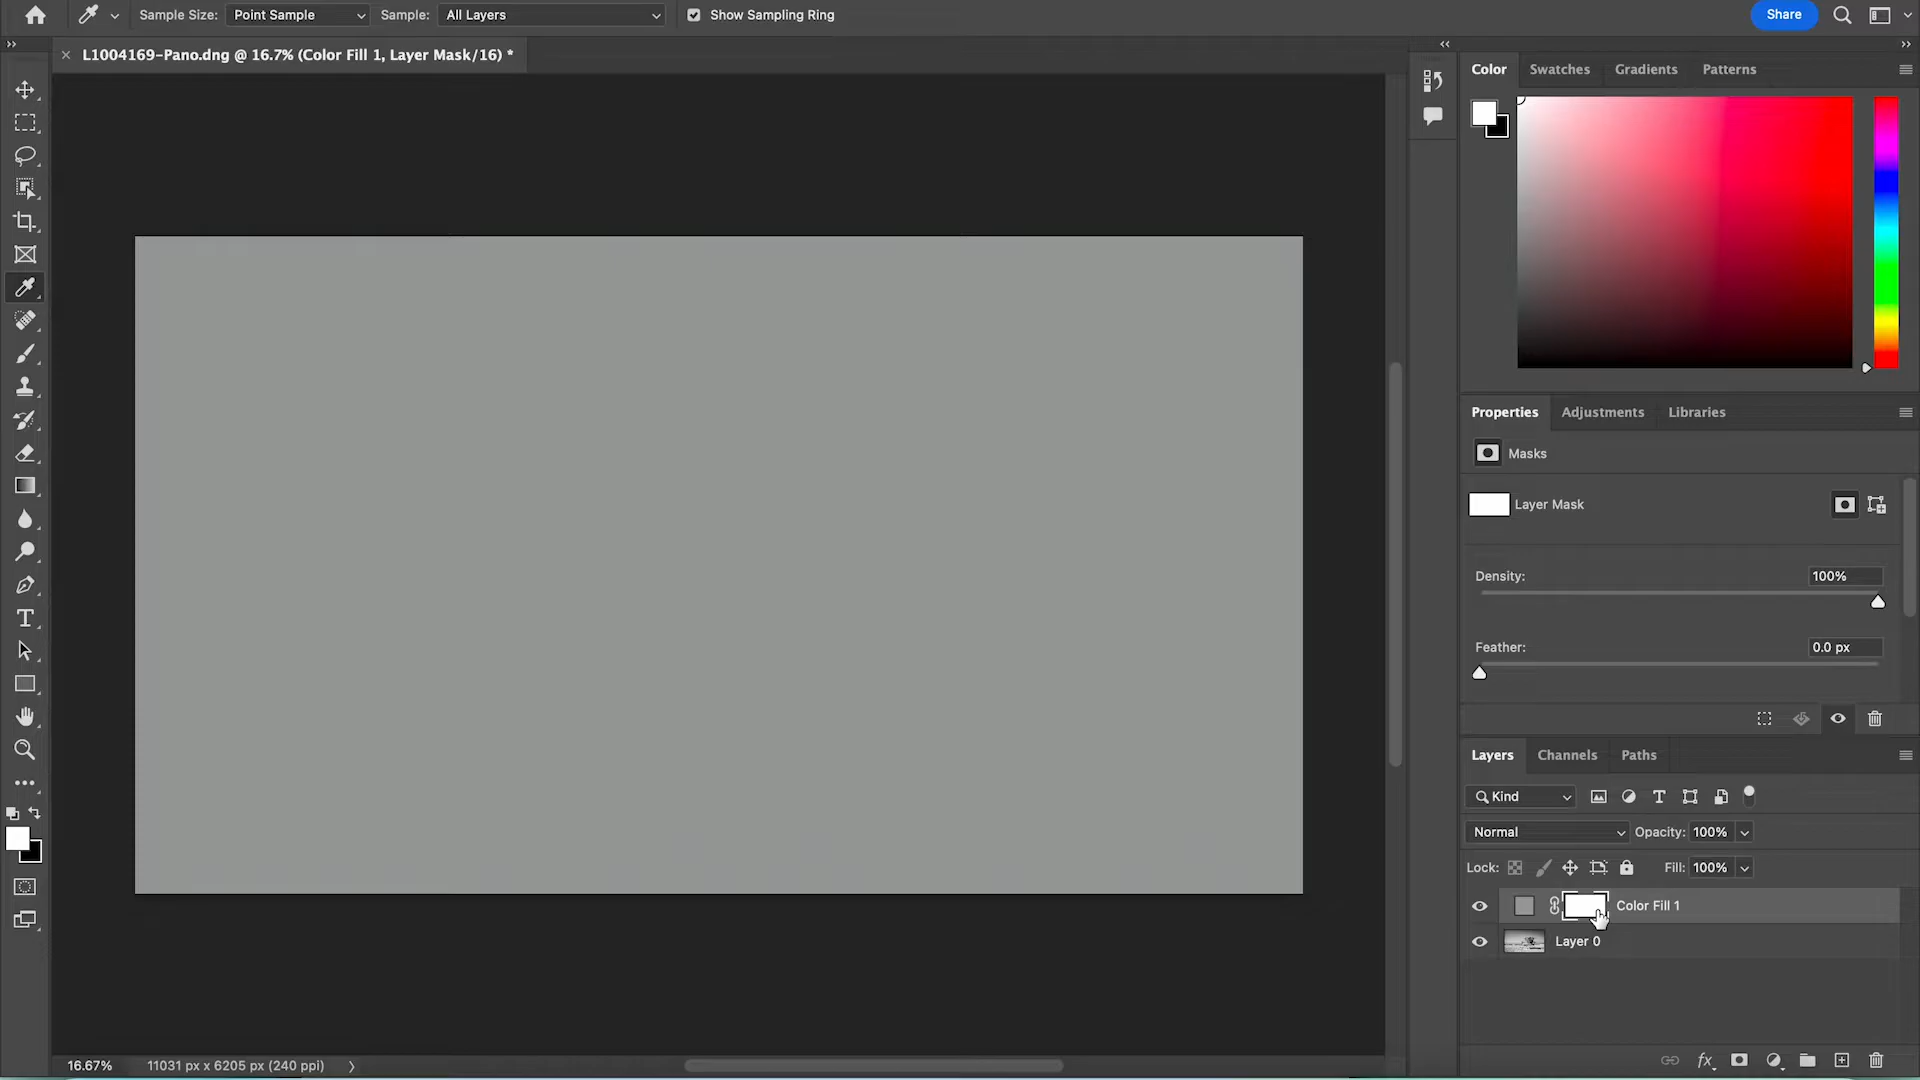 Sample Size: Point Sample Sample: All Layers Show Sampling Ring Share
L1004169-Pano.dng @ 16.7% (Color Fill 1, Layer Mask/16) *
Color Swatches Gradients Patterns
Properties Adjustments Libraries
Masks
Layer Mask
Density: 100%
Feather: 0.0 px
Layers Channels Paths
Kind
Normal Opacity: 100%
Lock: Fill: 100%
Color Fill 1
Layer 0
16.67% 11031 px x 6205 px (240 ppi)